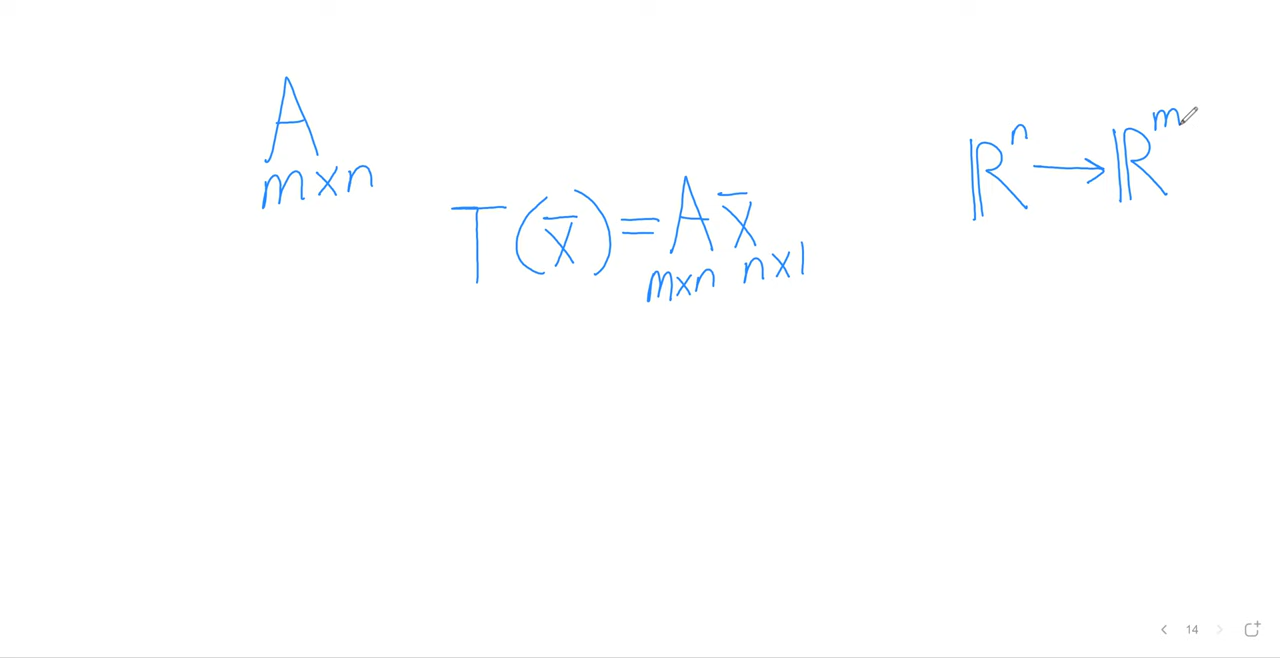 A
m×n
ℝⁿ → ℝᵐ
T(x̄) = A x̄
m×n n×1
14